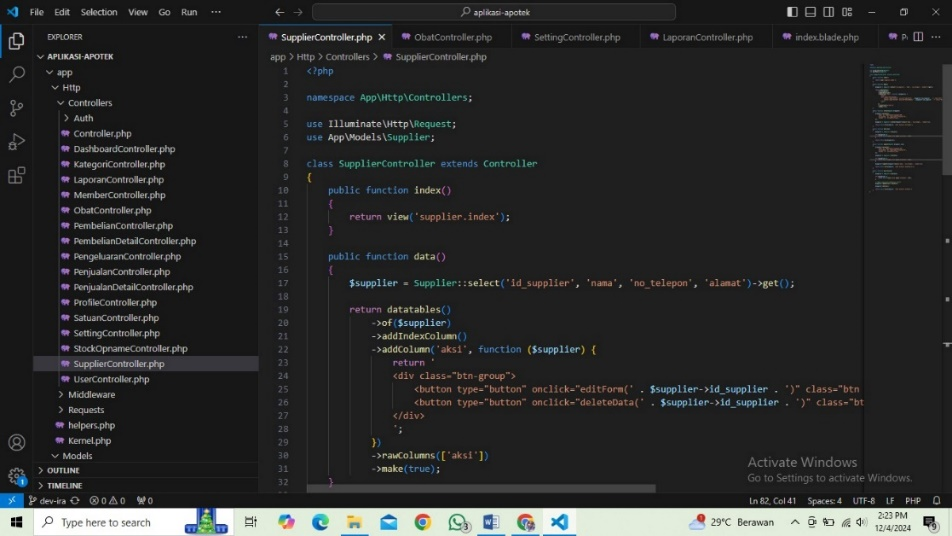 File Edit Selection View Go Run ··· ← → aplikasi-apotek
EXPLORER ···
APLIKASI-APOTEK
app
Http
Controllers
Auth
Controller.php
DashboardController.php
KategoriController.php
LaporanController.php
MemberController.php
ObatController.php
PembelianController.php
PembelianDetailController.php
PengeluaranController.php
PenjualanController.php
PenjualanDetailController.php
ProfileController.php
SatuanController.php
SettingController.php
StockOpnameController.php
SupplierController.php
UserController.php
Middleware
Requests
helpers.php
Kernel.php
Models
OUTLINE
TIMELINE
SupplierController.php × ObatController.php SettingController.php LaporanController.php index.blade.php
app > Http > Controllers > SupplierController.php
1 <?php
2
3 namespace App\Http\Controllers;
4
5 use Illuminate\Http\Request;
6 use App\Models\Supplier;
7
8 class SupplierController extends Controller
9 {
10 public function index()
11 {
12 return view('supplier.index');
13 }
14
15 public function data()
16 {
17 $supplier = Supplier::select('id_supplier', 'nama', 'no_telepon', 'alamat')->get();
18
19 return datatables()
20 ->of($supplier)
21 ->addIndexColumn()
22 ->addColumn('aksi', function ($supplier) {
23 return '
24 <div class="btn-group">
25 <button type="button" onclick="editForm(' . $supplier->id_supplier . ')" class="btn
26 <button type="button" onclick="deleteData(' . $supplier->id_supplier . ')" class="bt
27 </div>
28 ';
29 })
30 ->rawColumns(['aksi'])
31 ->make(true);
32 }
Activate Windows
Go to Settings to activate Windows.
dev-ira 0 0 0 Ln 82, Col 41 Spaces: 4 UTF-8 LF PHP
Type here to search 29°C Berawan 2:23 PM
12/4/2024